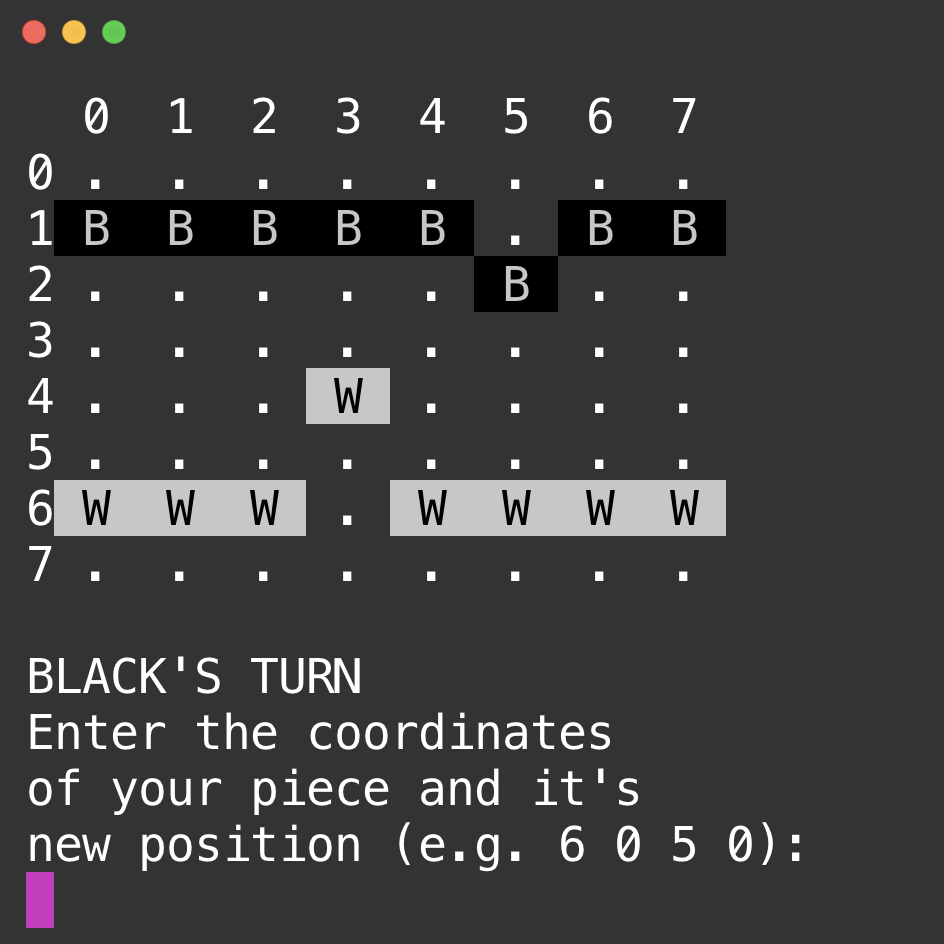 0 1 2 3 4 5 6 7
0 . . . . . . . .
1 B B B B B . B B
2 . . . . . B . .
3 . . . . . . . .
4 . . . W . . . .
5 . . . . . . . .
6 W W W . W W W W
7 . . . . . . . .
BLACK'S TURN
Enter the coordinates
of your piece and it's
new position (e.g. 6 0 5 0):